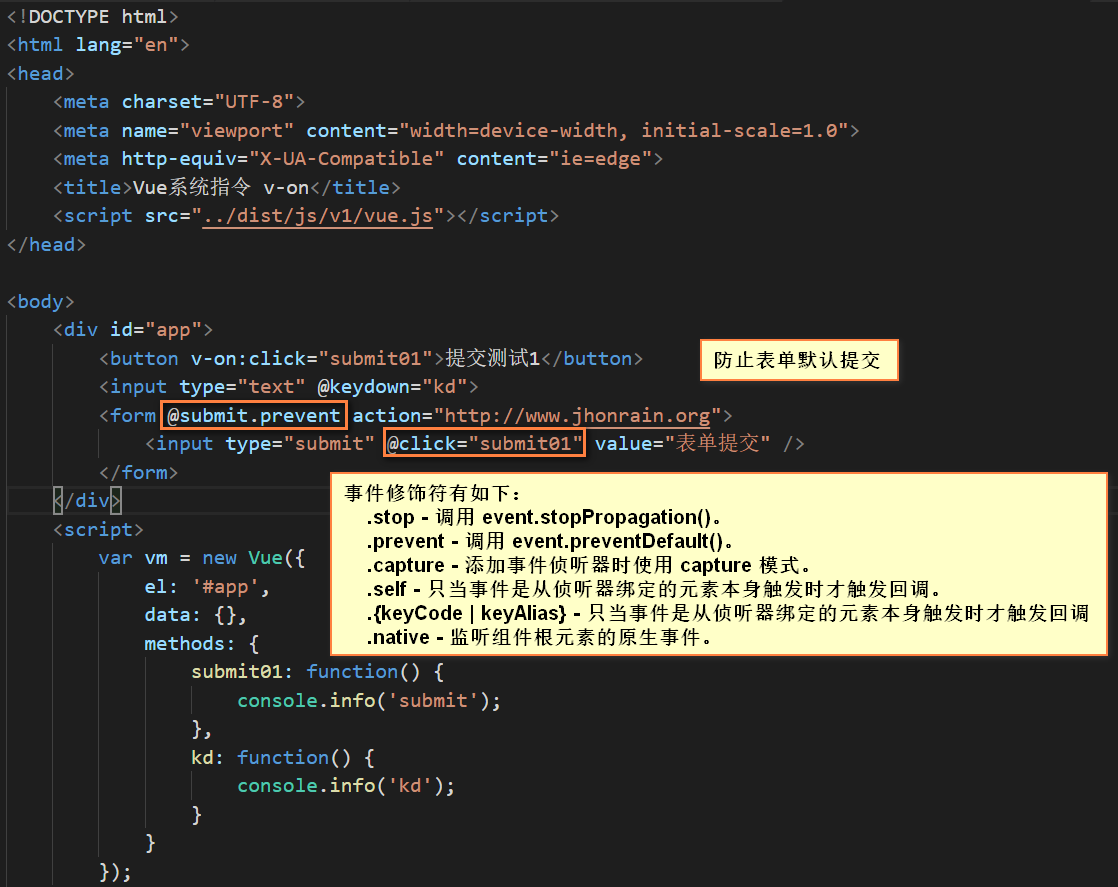 <!DOCTYPE html>
<html lang="en">
<head>
    <meta charset="UTF-8">
    <meta name="viewport" content="width=device-width, initial-scale=1.0">
    <meta http-equiv="X-UA-Compatible" content="ie=edge">
    <title>Vue系统指令 v-on</title>
    <script src="../dist/js/v1/vue.js"></script>
</head>
<body>
    <div id="app">
        <button v-on:click="submit01">提交测试1</button>
防止表单默认提交
        <input type="text" @keydown="kd">
        <form @submit.prevent action="http://www.jhonrain.org">
            <input type="submit" @click="submit01" value="表单提交" />
        </form>
    </div>
    <script>
        var vm = new Vue({
            el: '#app',
            data: {},
            methods: {
事件修饰符有如下:
    .stop - 调用 event.stopPropagation()。
    .prevent - 调用 event.preventDefault()。
    .capture - 添加事件侦听器时使用 capture 模式。
    .self - 只当事件是从侦听器绑定的元素本身触发时才触发回调。
    .{keyCode | keyAlias} - 只当事件是从侦听器绑定的元素本身触发时才触发回调
    .native - 监听组件根元素的原生事件。
                submit01: function() {
                    console.info('submit');
                },
                kd: function() {
                    console.info('kd');
                }
            }
        });